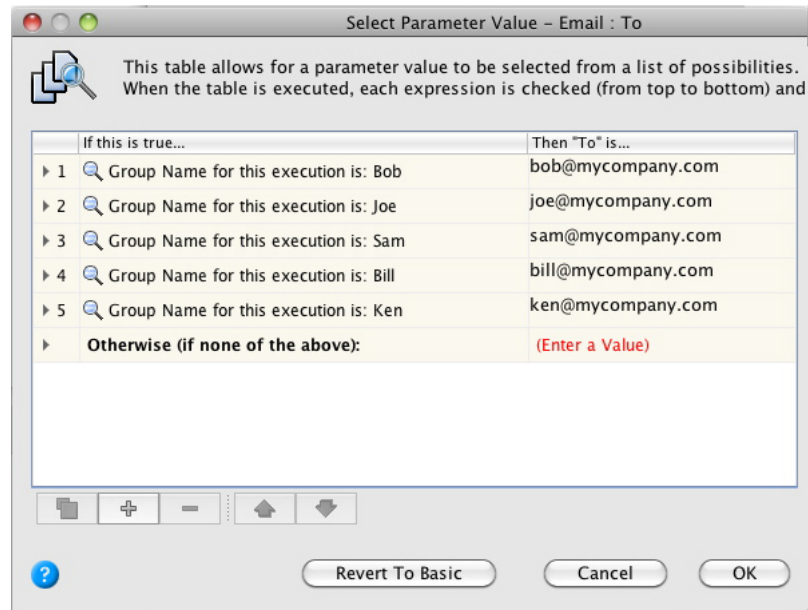 Select Parameter Value – Email : To
This table allows for a parameter value to be selected from a list of possibilities.
When the table is executed, each expression is checked (from top to bottom) and
If this is true... Then "To" is...
1 Group Name for this execution is: Bob bob@mycompany.com
2 Group Name for this execution is: Joe joe@mycompany.com
3 Group Name for this execution is: Sam sam@mycompany.com
4 Group Name for this execution is: Bill bill@mycompany.com
5 Group Name for this execution is: Ken ken@mycompany.com
Otherwise (if none of the above): (Enter a Value)
? Revert To Basic Cancel OK